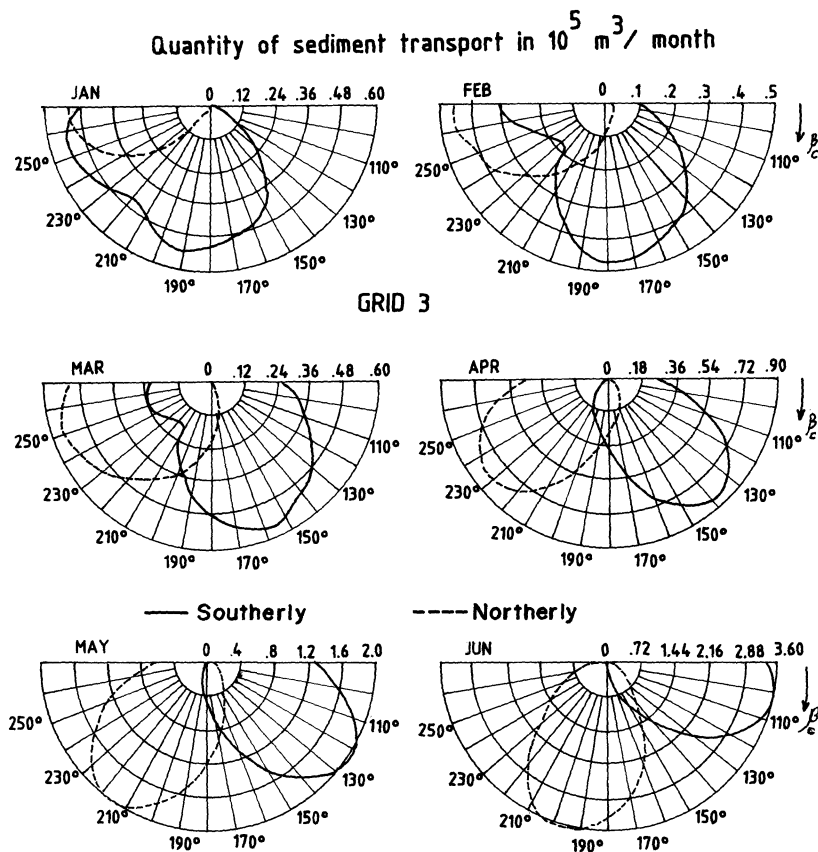 Quantity of sediment transport in 10⁵ m³/ month
JAN 0 .12 .24 .36 .48 .60
250° 230° 210° 190° 170° 150° 130° 110°
FEB 0 .1 .2 .3 .4 .5
250° 230° 210° 190° 170° 150° 130° 110°
βc
GRID 3
MAR 0 .12 .24 .36 .48 .60
250° 230° 210° 190° 170° 150° 130° 110°
APR 0 .18 .36 .54 .72 .90
250° 230° 210° 190° 170° 150° 130° 110°
βc
Southerly Northerly
MAY 0 .4 .8 1.2 1.6 2.0
250° 230° 210° 190° 170° 150° 130° 110°
JUN 0 .72 1.44 2.16 2.88 3.60
250° 230° 210° 190° 170° 150° 130° 110°
βc